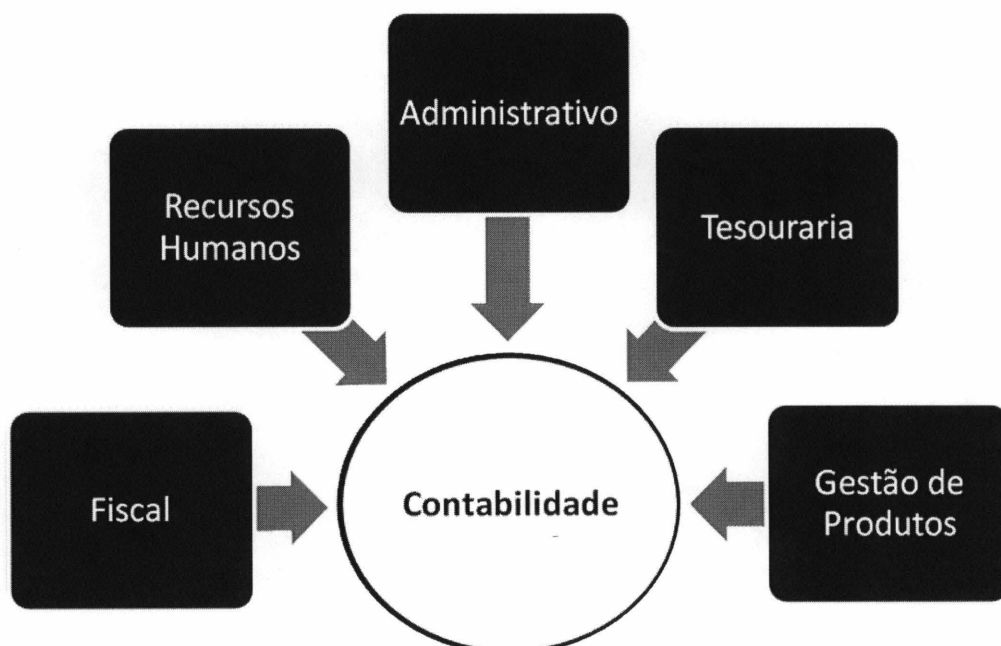 Administrativo
Recursos
Humanos
Tesouraria
Fiscal
Contabilidade
Gestão de
Produtos